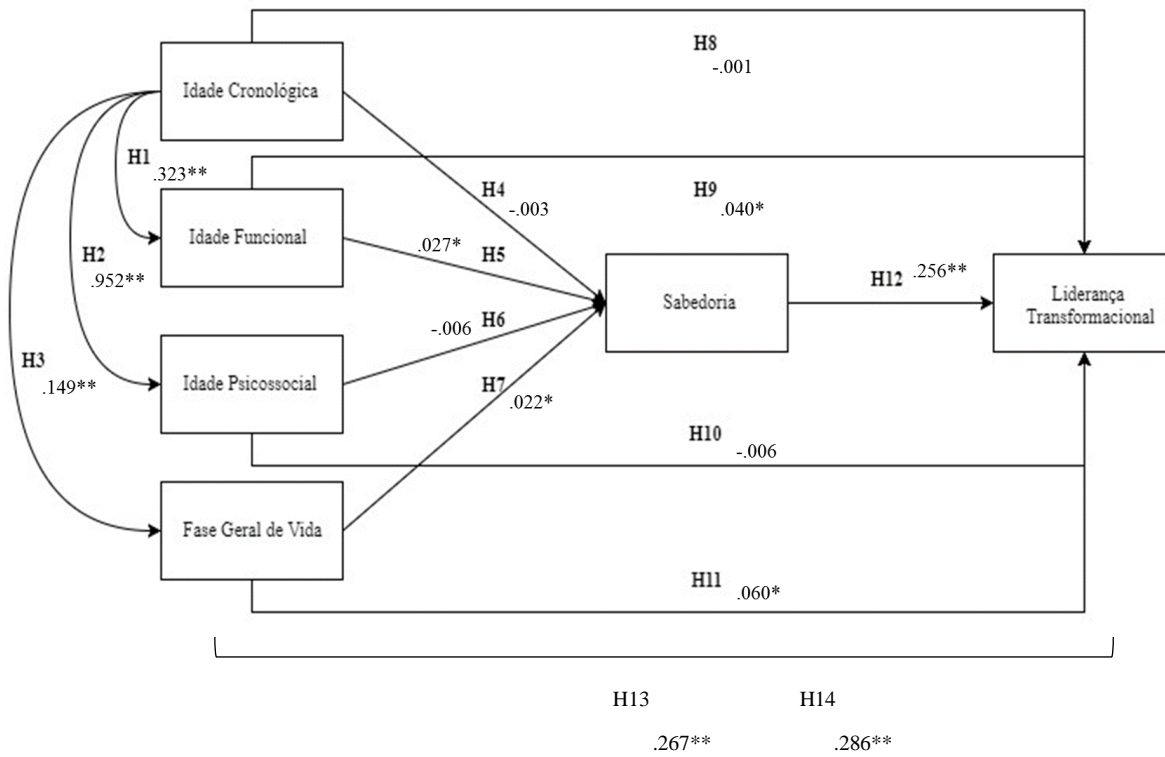 H8
-.001
Idade Cronológica
H1
.323**
H4
-.003
H9
.040*
Idade Funcional
.027*
H5
H2
.952**
Sabedoria
H12
.256**
Liderança
Transformacional
-.006
H6
H3
.149**
Idade Psicossocial
H7
.022*
H10
-.006
Fase Geral de Vida
H11
.060*
H13
H14
.267**
.286**